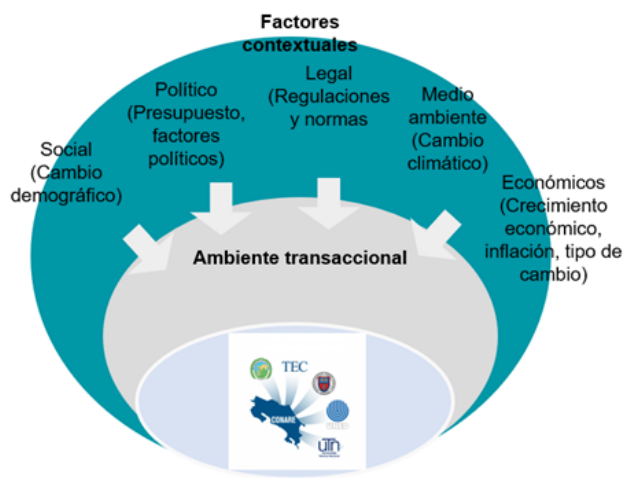 Factores
contextuales
Legal
(Regulaciones
y normas
Político
(Presupuesto,
factores
políticos)
Medio
ambiente
(Cambio
climático)
Social
(Cambio
demográfico)
Económicos
(Crecimiento
económico,
inflación, tipo de
cambio)
Ambiente transaccional
TEC
CONARE
UNED
UTN